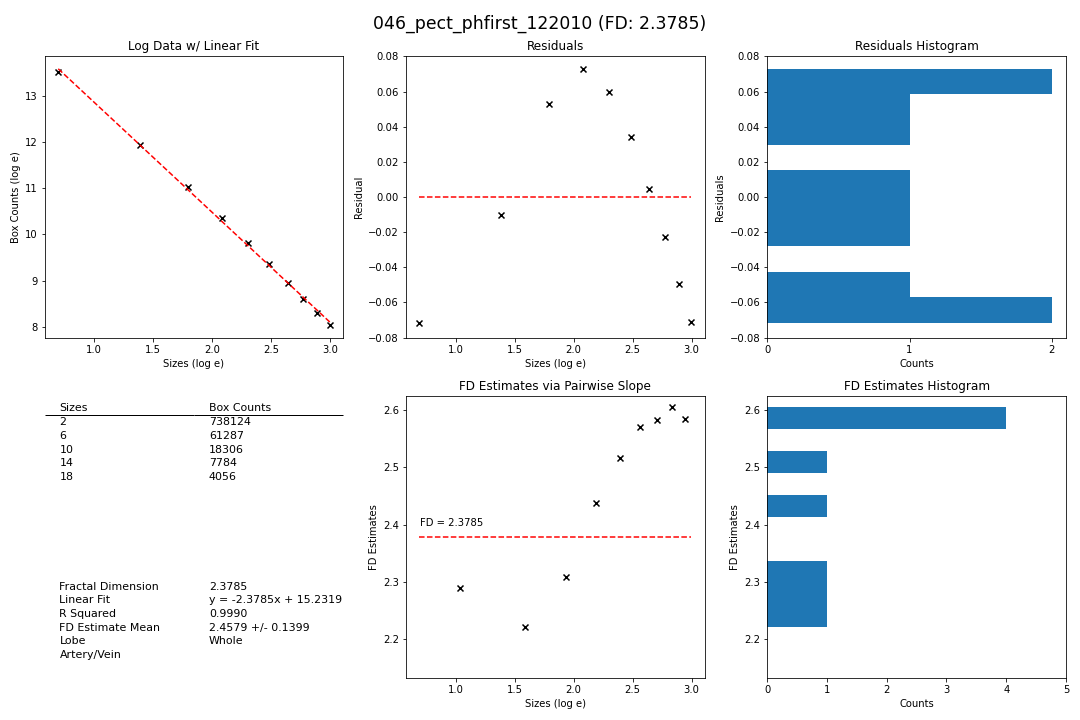 046_pect_phfirst_122010 (FD: 2.3785)
Log Data w/ Linear Fit
Box Counts (log e)
13
12
11
10
9
8
1.0 1.5 2.0 2.5 3.0
Sizes (log e)
Residuals
Residual
0.08
0.06
0.04
0.02
0.00
−0.02
−0.04
−0.06
−0.08
1.0 1.5 2.0 2.5 3.0
Sizes (log e)
Residuals Histogram
Residuals
0.08
0.06
0.04
0.02
0.00
−0.02
−0.04
−0.06
−0.08
0 1 2
Counts
Sizes Box Counts
2 738124
6 61287
10 18306
14 7784
18 4056
Fractal Dimension 2.3785
Linear Fit y = -2.3785x + 15.2319
R Squared 0.9990
FD Estimate Mean 2.4579 +/- 0.1399
Lobe Whole
Artery/Vein
FD Estimates via Pairwise Slope
FD Estimates
2.6
2.5
2.4
2.3
2.2
FD = 2.3785
1.0 1.5 2.0 2.5 3.0
Sizes (log e)
FD Estimates Histogram
FD Estimates
2.6
2.5
2.4
2.3
2.2
0 1 2 3 4 5
Counts